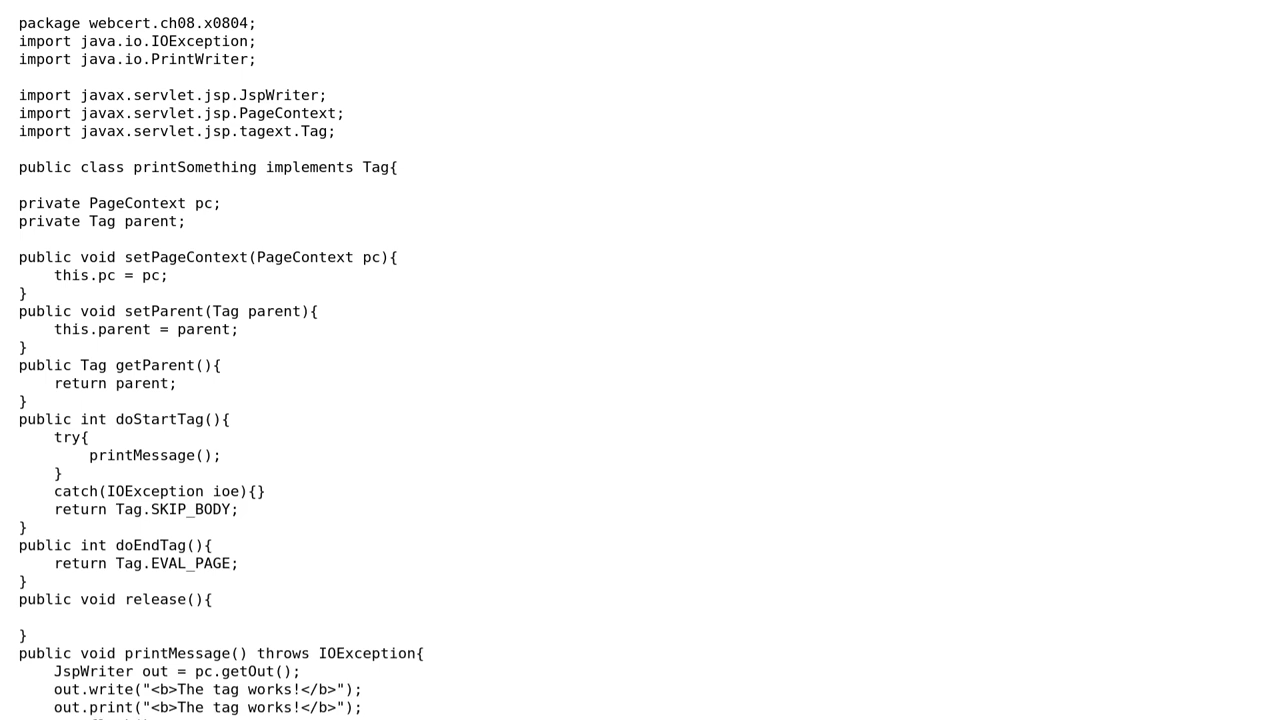 package webcert.ch08.x0804;
import java.io.IOException;
import java.io.PrintWriter;

import javax.servlet.jsp.JspWriter;
import javax.servlet.jsp.PageContext;
import javax.servlet.jsp.tagext.Tag;

public class printSomething implements Tag{

private PageContext pc;
private Tag parent;

public void setPageContext(PageContext pc){
    this.pc = pc;
}
public void setParent(Tag parent){
    this.parent = parent;
}
public Tag getParent(){
    return parent;
}
public int doStartTag(){
    try{
        printMessage();
    }
    catch(IOException ioe){}
    return Tag.SKIP_BODY;
}
public int doEndTag(){
    return Tag.EVAL_PAGE;
}
public void release(){

}
public void printMessage() throws IOException{
    JspWriter out = pc.getOut();
    out.write("<b>The tag works!</b>");
    out.print("<b>The tag works!</b>");